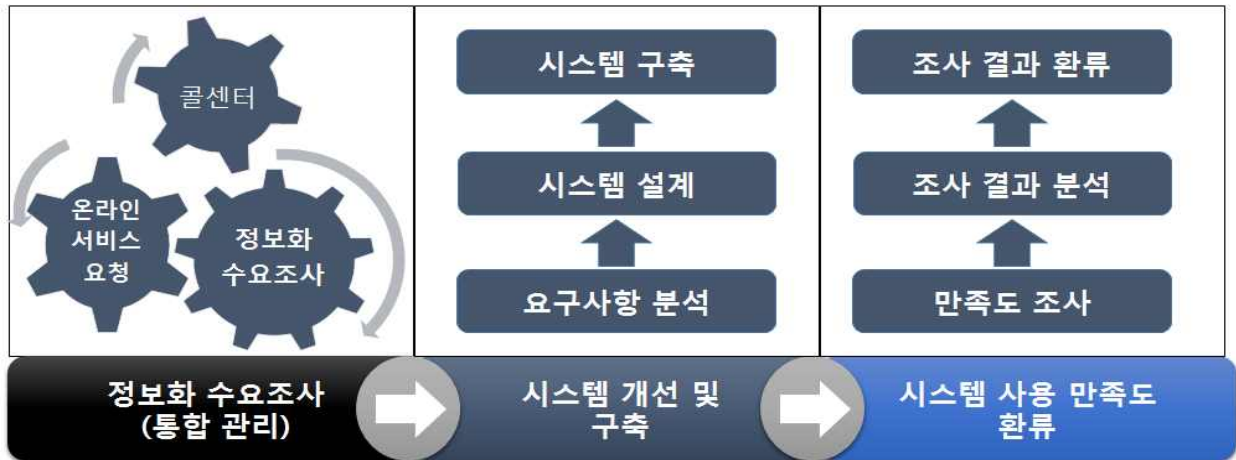 콜센터
온라인
서비스
요청
정보화
수요조사
시스템 구축
시스템 설계
요구사항 분석
조사 결과 환류
조사 결과 분석
만족도 조사
정보화 수요조사
(통합 관리)
시스템 개선 및
구축
시스템 사용 만족도
환류